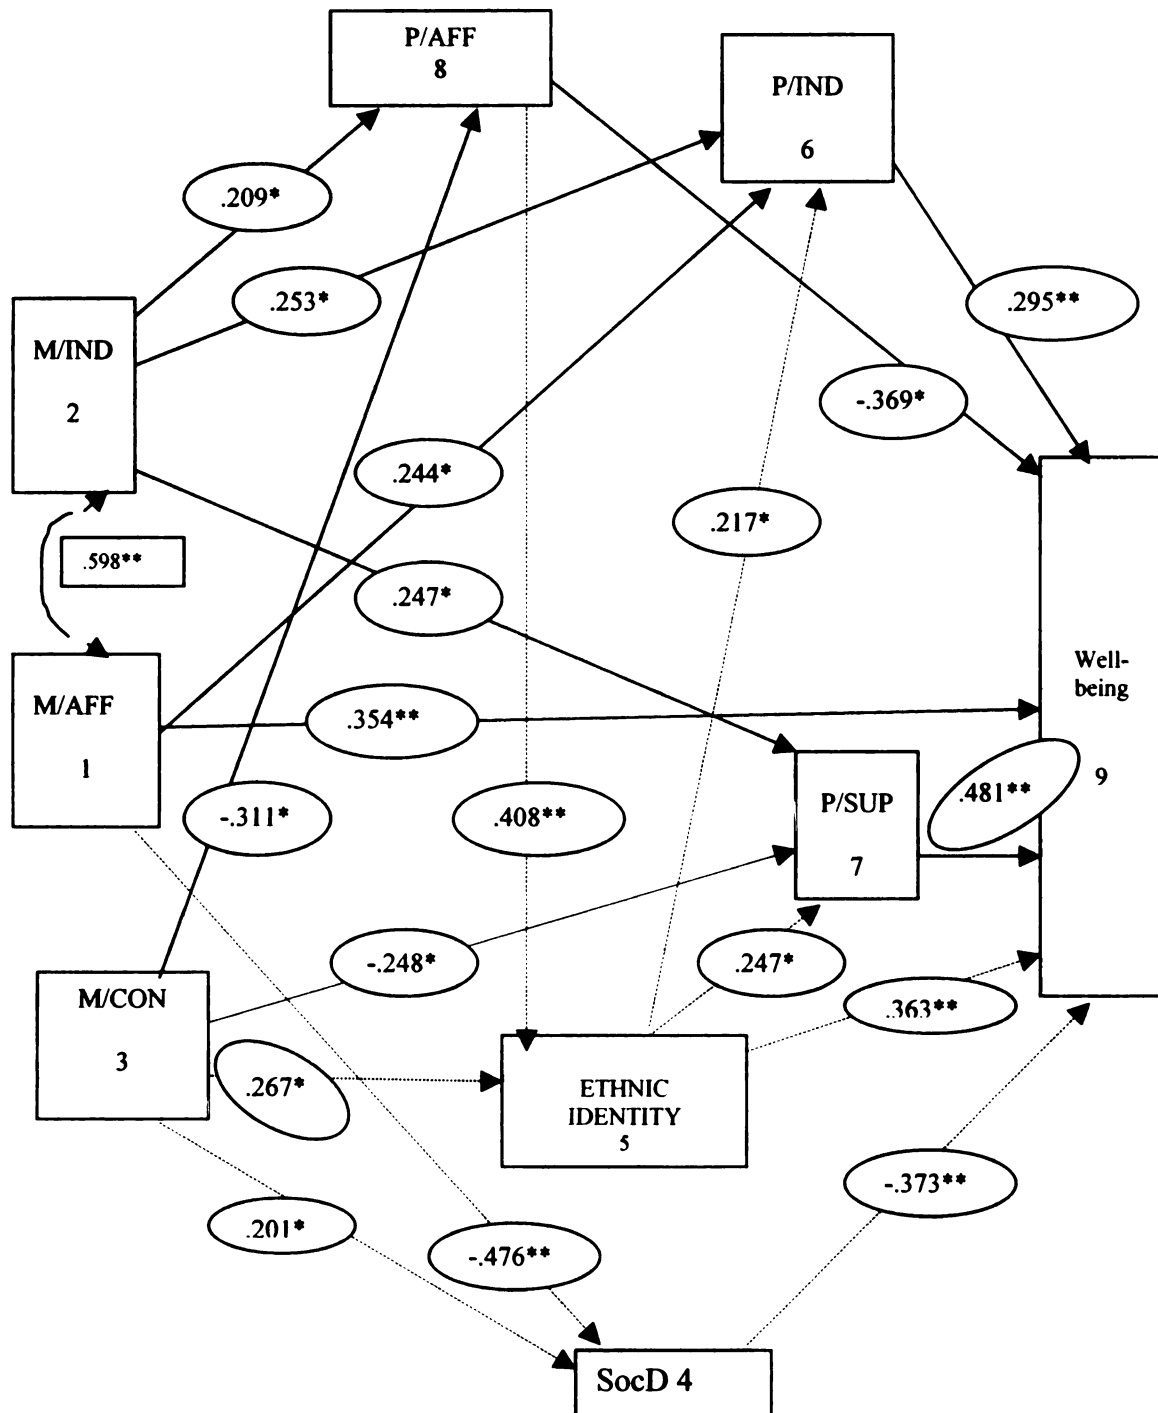 P/AFF
8
P/IND
6
.209*
.253*
.295**
M/IND
2
-.369*
.244*
.217*
.598**
.247*
Well-
being
9
M/AFF
1
.354**
.481**
P/SUP
7
-.311*
.408**
-.248*
.247*
.363**
M/CON
3
.267*
ETHNIC
IDENTITY
5
-.373**
.201*
-.476**
SocD 4